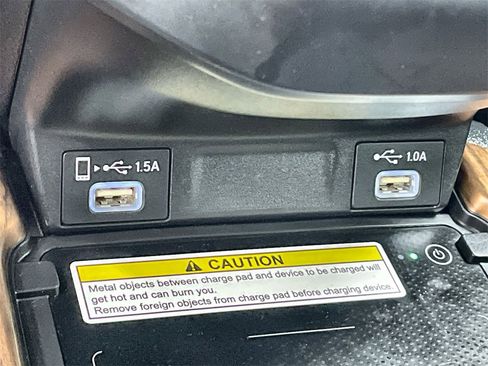 1.5A
1.0A
CAUTION
Metal objects between charge pad and device to be charged will
get hot and can burn you.
Remove foreign objects from charge pad before charging device.